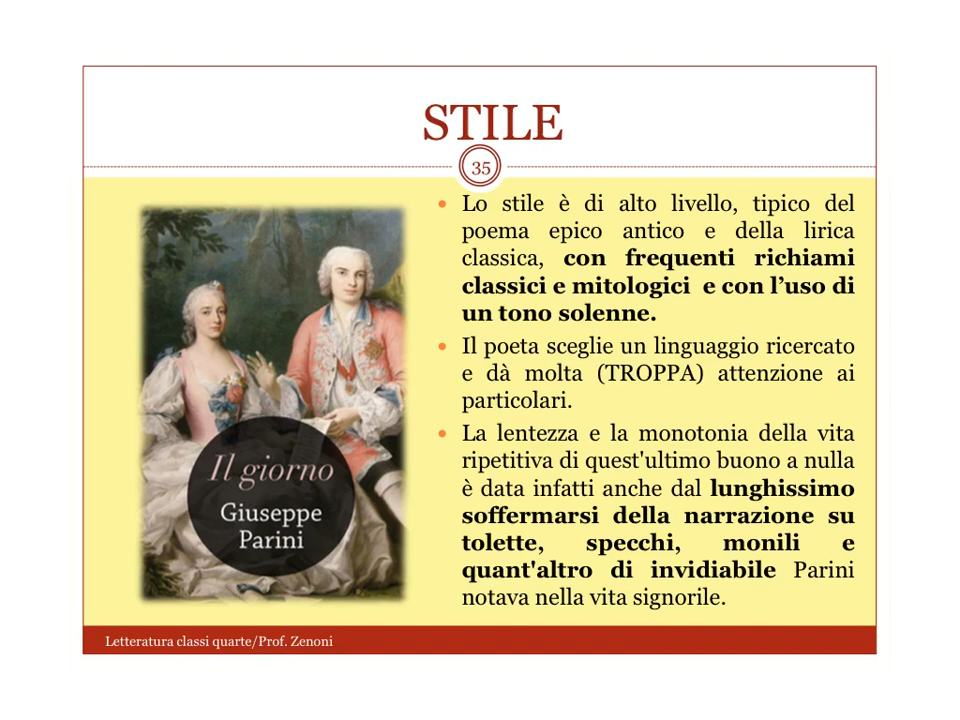 STILE
35
Lo stile è di alto livello, tipico del
poema epico antico e della lirica
classica, con frequenti richiami
classici e mitologici e con l’uso di
un tono solenne.
Il poeta sceglie un linguaggio ricercato
e dà molta (TROPPA) attenzione ai
particolari.
La lentezza e la monotonia della vita
ripetitiva di quest'ultimo buono a nulla
è data infatti anche dal lunghissimo
soffermarsi della narrazione su
tolette, specchi, monili e
quant'altro di invidiabile Parini
notava nella vita signorile.
Il giorno
Giuseppe
Parini
Letteratura classi quarte/Prof. Zenoni